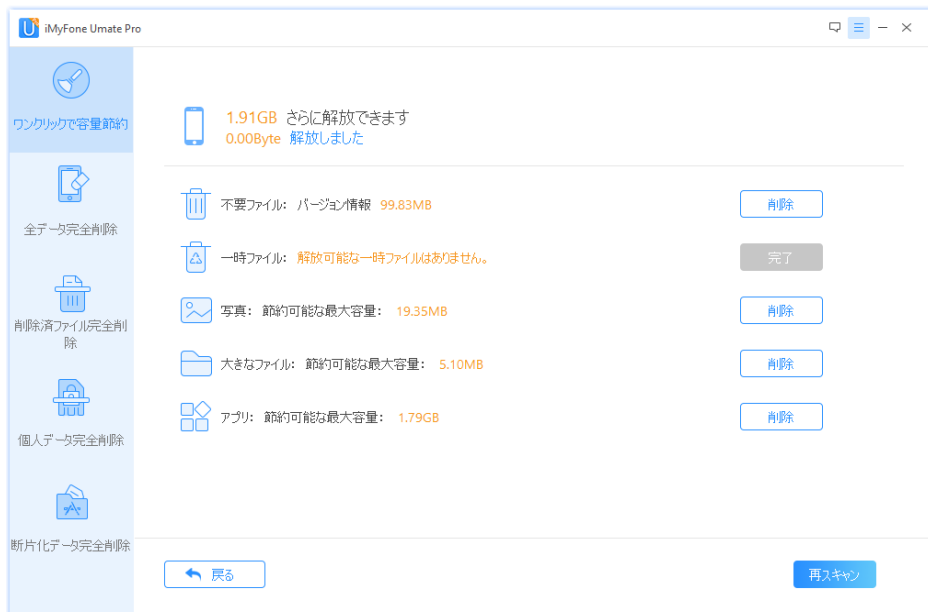 iMyFone Umate Pro
ワンクリックで容量節約
全データ完全削除
削除済ファイル完全削
除
個人データ完全削除
断片化データ完全削除
1.91GB さらに解放できます
0.00Byte 解放しました
不要ファイル: バージョン情報 99.83MB
削除
一時ファイル: 解放可能な一時ファイルはありません。
完了
写真: 節約可能な最大容量: 19.35MB
削除
大きなファイル: 節約可能な最大容量: 5.10MB
削除
アプリ: 節約可能な最大容量: 1.79GB
削除
戻る
再スキャン